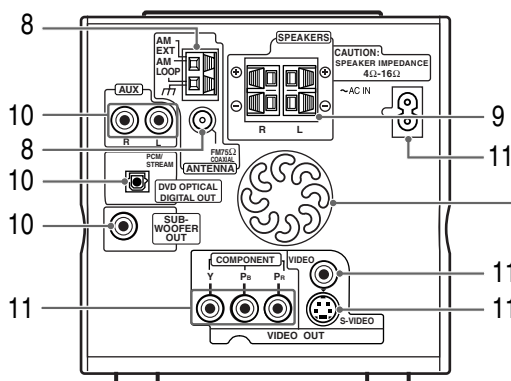 8
AM
EXT
AM
LOOP
SPEAKERS
CAUTION:
SPEAKER IMPEDANCE
4Ω-16Ω
∼AC IN
R L
9
11
10
AUX
R L
8
FM75Ω
COAXIAL
ANTENNA
10
PCM/
STREAM
DVD OPTICAL
DIGITAL OUT
10
SUB-
WOOFER
OUT
COMPONENT
Y PB PR
VIDEO
11
11
S-VIDEO
11
VIDEO OUT